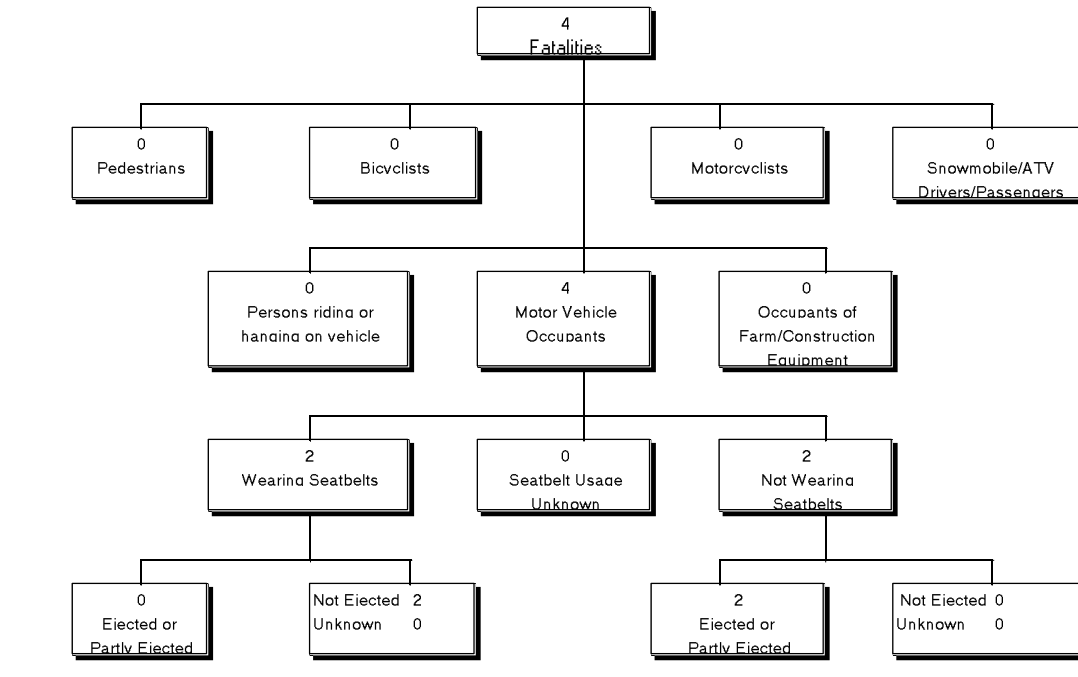 4
Fatalities
0
Pedestrians
0
Bicyclists
0
Motorcyclists
0
Snowmobile/ATV
Drivers/Passengers
0
Persons riding or
hanging on vehicle
4
Motor Vehicle
Occupants
0
Occupants of
Farm/Construction
Equipment
2
Wearing Seatbelts
0
Seatbelt Usage
Unknown
2
Not Wearing
Seatbelts
0
Ejected or
Partly Ejected
Not Ejected 2
Unknown 0
2
Ejected or
Partly Ejected
Not Ejected 0
Unknown 0